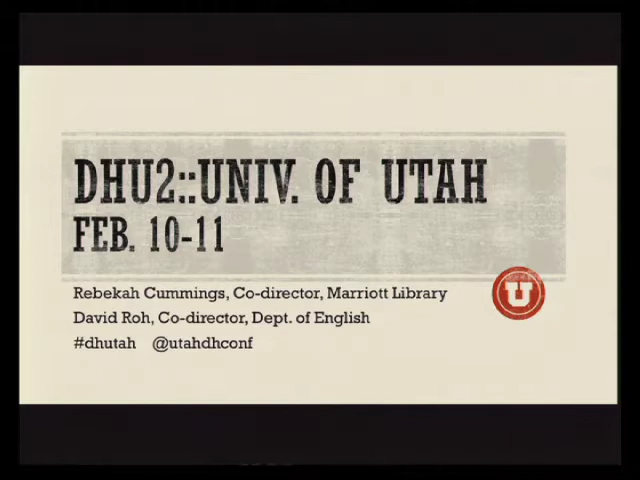 DHU2::UNIV. OF UTAH
FEB. 10-11
Rebekah Cummings, Co-director, Marriott Library
David Roh, Co-director, Dept. of English
#dhutah @utahdhconf
U